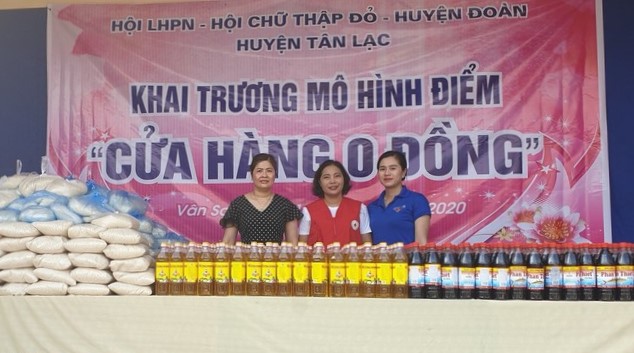 HỘI LHPN - HỘI CHỮ THẬP ĐỎ - HUYỆN ĐOÀN
HUYỆN TÂN LẠC
KHAI TRƯƠNG MÔ HÌNH ĐIỂM
“CỬA HÀNG O ĐỒNG”
Vân S 2020